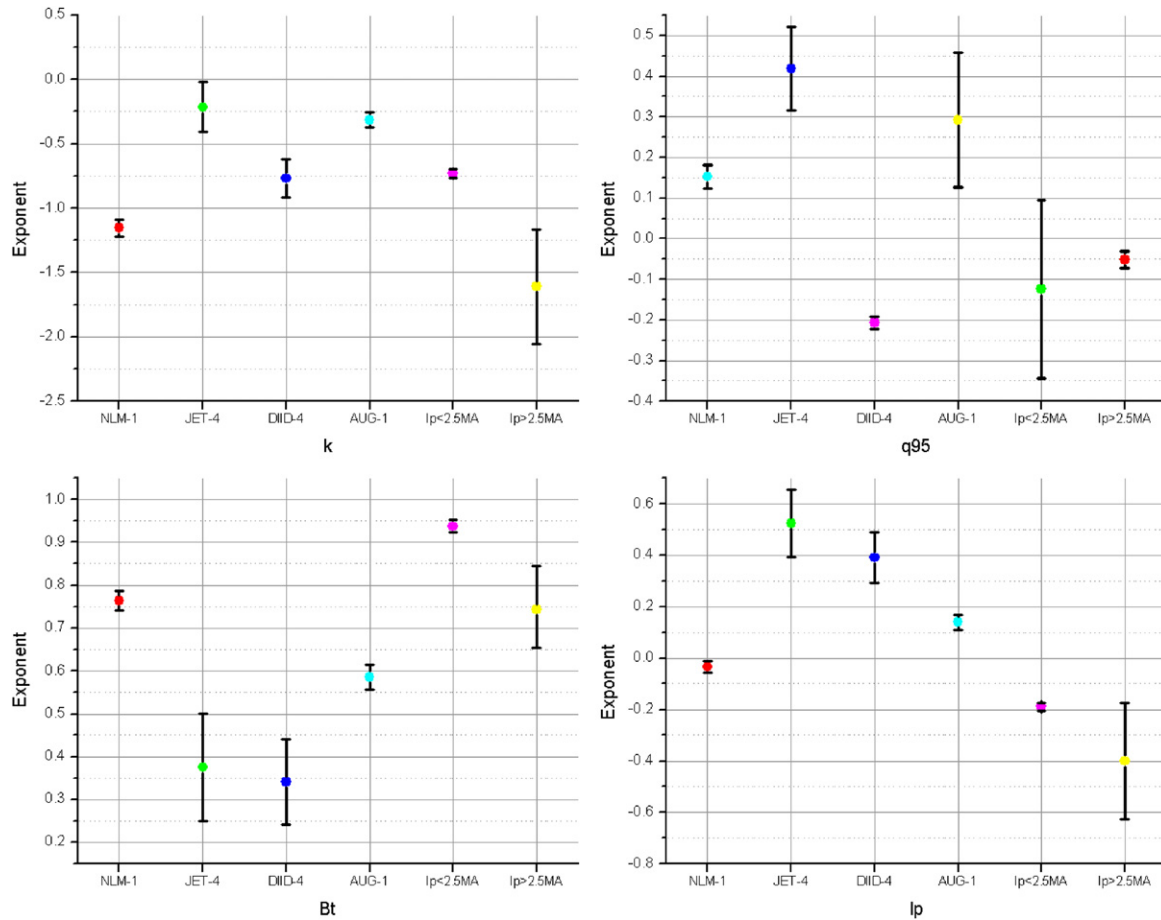 0.5
0.0
-0.5
-1.0
-1.5
-2.0
-2.5
Exponent
NLM-1 JET-4 DIID-4 AUG-1 Ip<2.5MA Ip>2.5MA
k
0.5
0.4
0.3
0.2
0.1
0.0
-0.1
-0.2
-0.3
-0.4
Exponent
NLM-1 JET-4 DIID-4 AUG-1 Ip<2.5MA Ip>2.5MA
q95
1.0
0.9
0.8
0.7
0.6
0.5
0.4
0.3
0.2
Exponent
NLM-1 JET-4 DIID-4 AUG-1 Ip<2.5MA Ip>2.5MA
Bt
0.6
0.4
0.2
0.0
-0.2
-0.4
-0.6
-0.8
Exponent
NLM-1 JET-4 DIID-4 AUG-1 Ip<2.5MA Ip>2.5MA
Ip